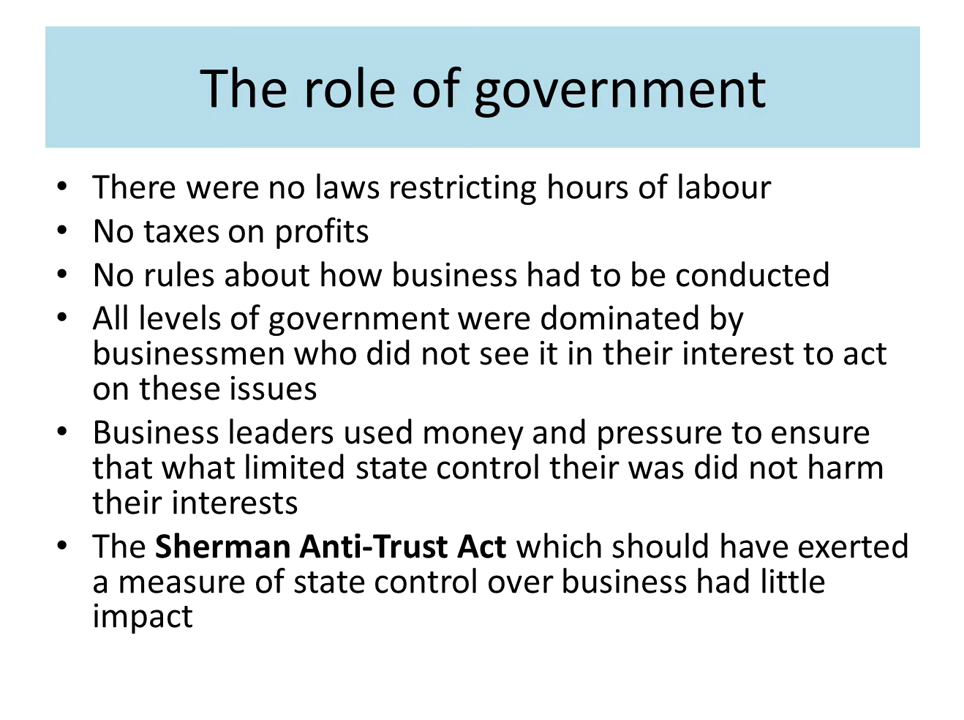 The role of government
• There were no laws restricting hours of labour
• No taxes on profits
• No rules about how business had to be conducted
• All levels of government were dominated by
businessmen who did not see it in their interest to act
on these issues
• Business leaders used money and pressure to ensure
that what limited state control their was did not harm
their interests
• The Sherman Anti-Trust Act which should have exerted
a measure of state control over business had little
impact